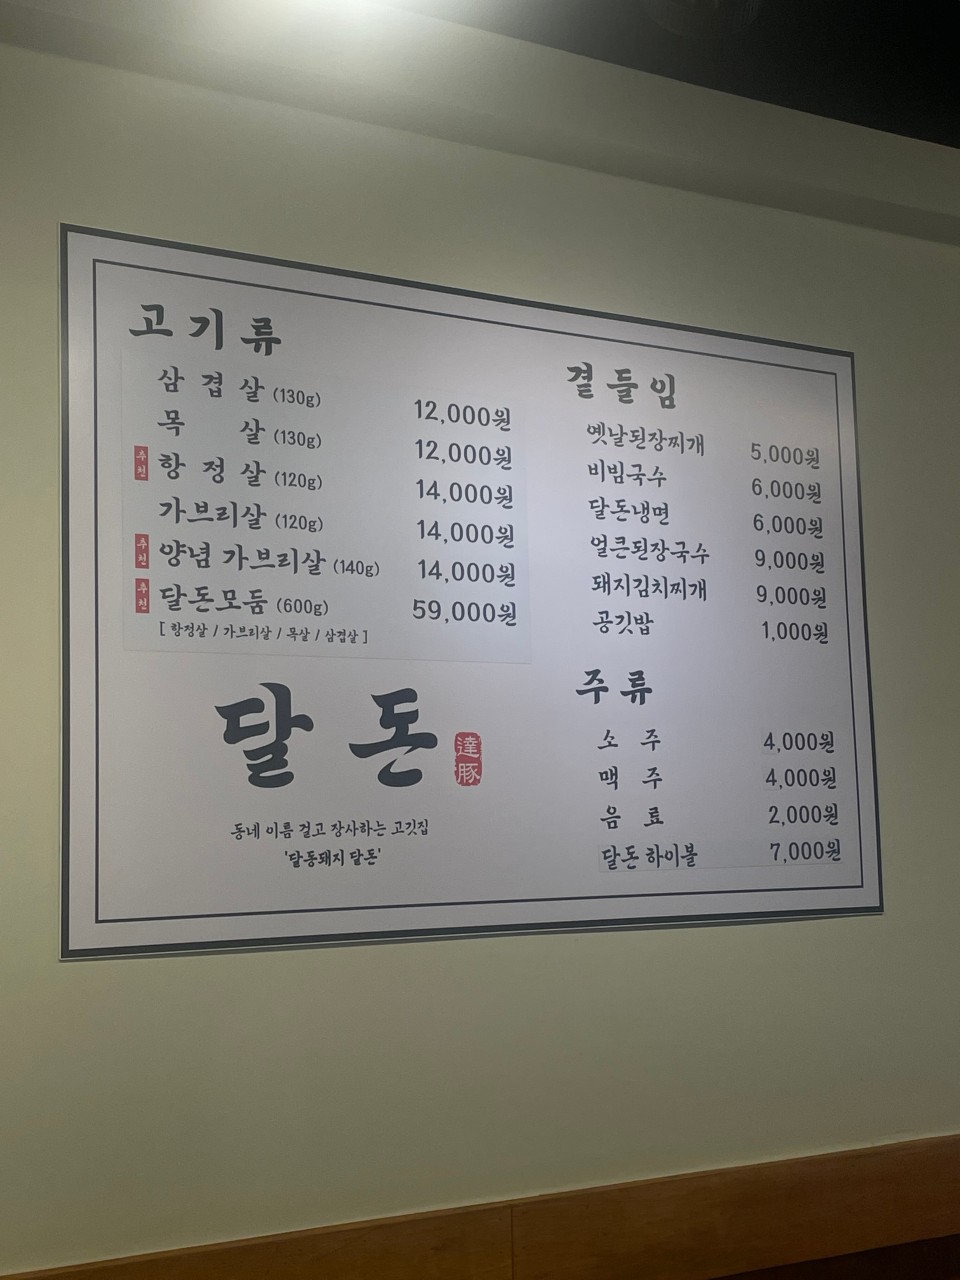 고기류
삼겹살 (130g) 12,000원
목살 (130g) 12,000원
추천 항정살 (120g) 14,000원
가브리살 (120g) 14,000원
추천 양념 가브리살 (140g) 14,000원
추천 달돈모둠 (600g) 59,000원
[ 항정살 / 가브리살 / 목살 / 삼겹살 ]
달돈
達豚
동네 이름 걸고 장사하는 고깃집
'달동돼지 달돈'
곁들임
옛날된장찌개 5,000원
비빔국수 6,000원
달돈냉면 6,000원
얼큰된장국수 9,000원
돼지김치찌개 9,000원
공깃밥 1,000원
주류
소주 4,000원
맥주 4,000원
음료 2,000원
달돈 하이볼 7,000원